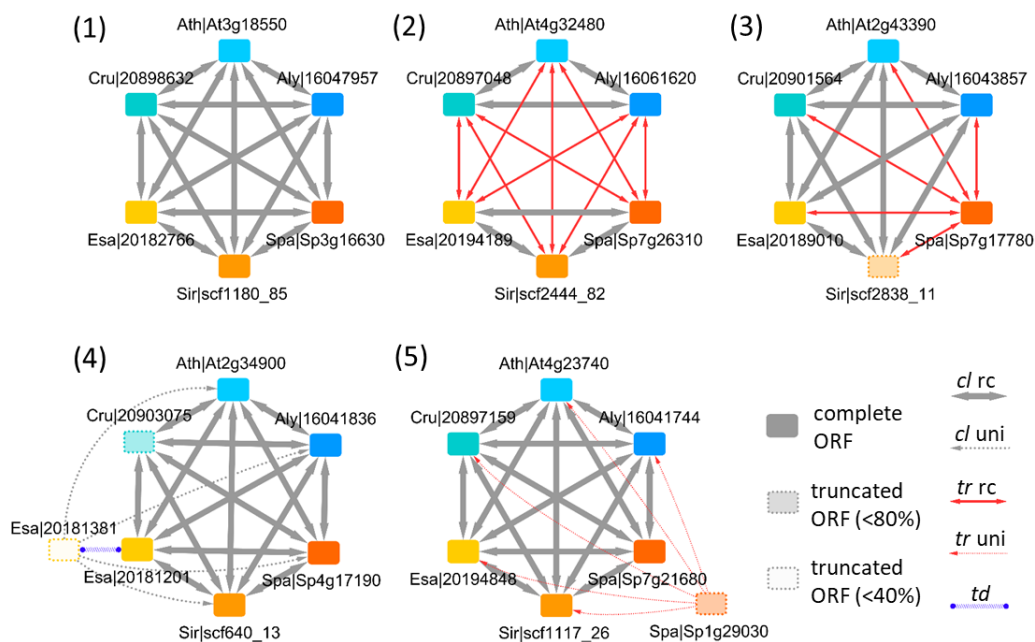 (1)
Ath|At3g18550
Cru|20898632
Aly|16047957
Esa|20182766
Spa|Sp3g16630
Sir|scf1180_85
(2)
Ath|At4g32480
Cru|20897048
Aly|16061620
Esa|20194189
Spa|Sp7g26310
Sir|scf2444_82
(3)
Ath|At2g43390
Cru|20901564
Aly|16043857
Esa|20189010
Spa|Sp7g17780
Sir|scf2838_11
(4)
Ath|At2g34900
Cru|20903075
Aly|16041836
Esa|20181381
Esa|20181201
Spa|Sp4g17190
Sir|scf640_13
(5)
Ath|At4g23740
Cru|20897159
Aly|16041744
Esa|20194848
Spa|Sp7g21680
Sir|scf1117_26
Spa|Sp1g29030
complete
ORF
truncated
ORF (<80%)
truncated
ORF (<40%)
cl rc
cl uni
tr rc
tr uni
td